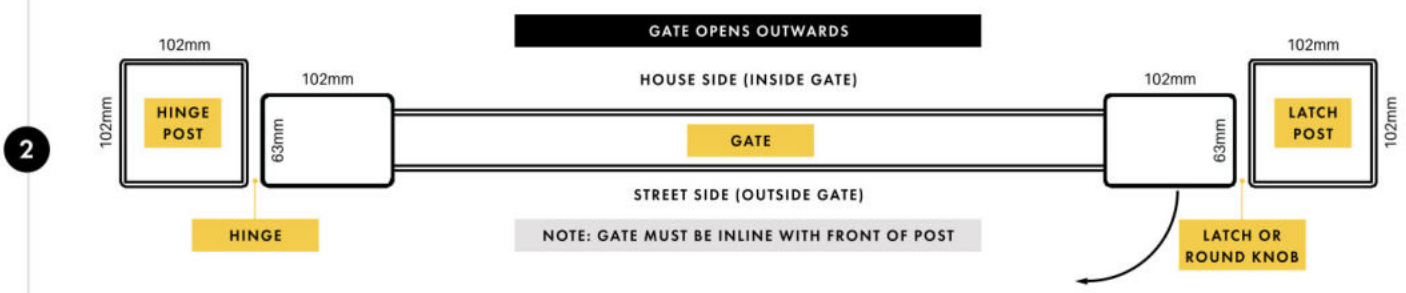 2
GATE OPENS OUTWARDS
102mm
102mm
HINGE
POST
102mm
63mm
HOUSE SIDE (INSIDE GATE)
GATE
STREET SIDE (OUTSIDE GATE)
102mm
63mm
102mm
LATCH
POST
102mm
HINGE
NOTE: GATE MUST BE INLINE WITH FRONT OF POST
LATCH OR
ROUND KNOB